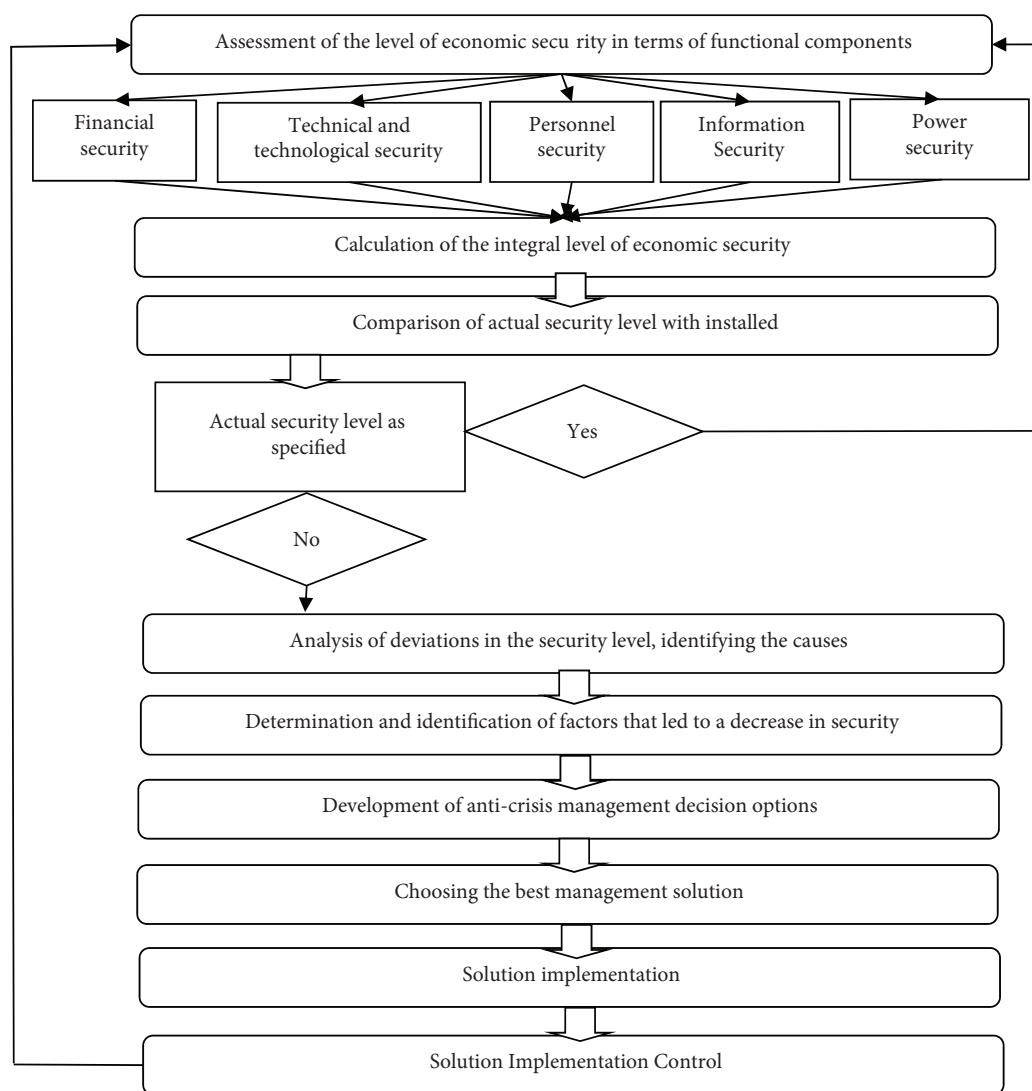 Assessment of the level of economic secu rity in terms of functional components
Financial
security
Technical and
technological security
Personnel
security
Information
Security
Power
security
Calculation of the integral level of economic security
Comparison of actual security level with installed
Actual security level as
specified
Yes
No
Analysis of deviations in the security level, identifying the causes
Determination and identification of factors that led to a decrease in security
Development of anti-crisis management decision options
Choosing the best management solution
Solution implementation
Solution Implementation Control